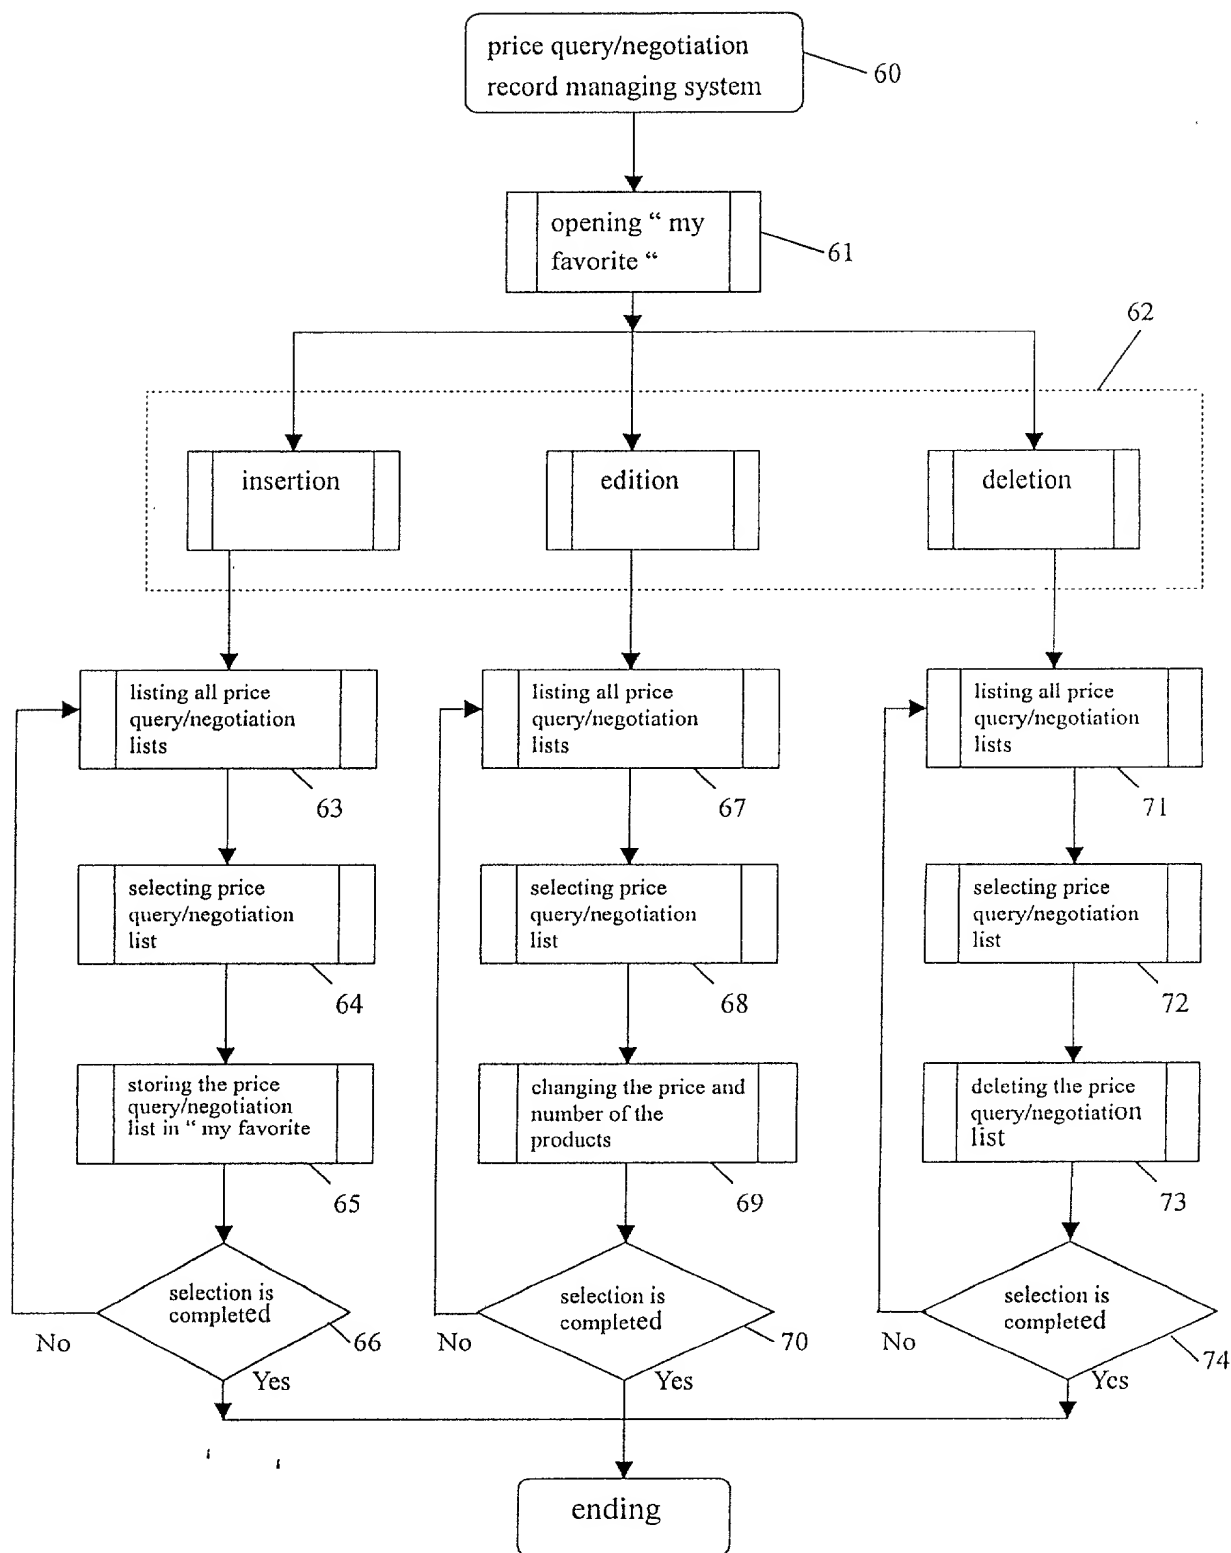 price query/negotiation
record managing system
60
opening “ my
favorite “
61
62
insertion
edition
deletion
listing all price
query/negotiation
lists
63
listing all price
query/negotiation
lists
67
listing all price
query/negotiation
lists
71
selecting price
query/negotiation
list
64
selecting price
query/negotiation
list
68
selecting price
query/negotiation
list
72
storing the price
query/negotiation
list in “ my favorite
65
changing the price and
number of the
products
69
deleting the price
query/negotiation
list
73
selection is
completed
66
No
Yes
selection is
completed
70
No
Yes
selection is
completed
74
No
Yes
ending